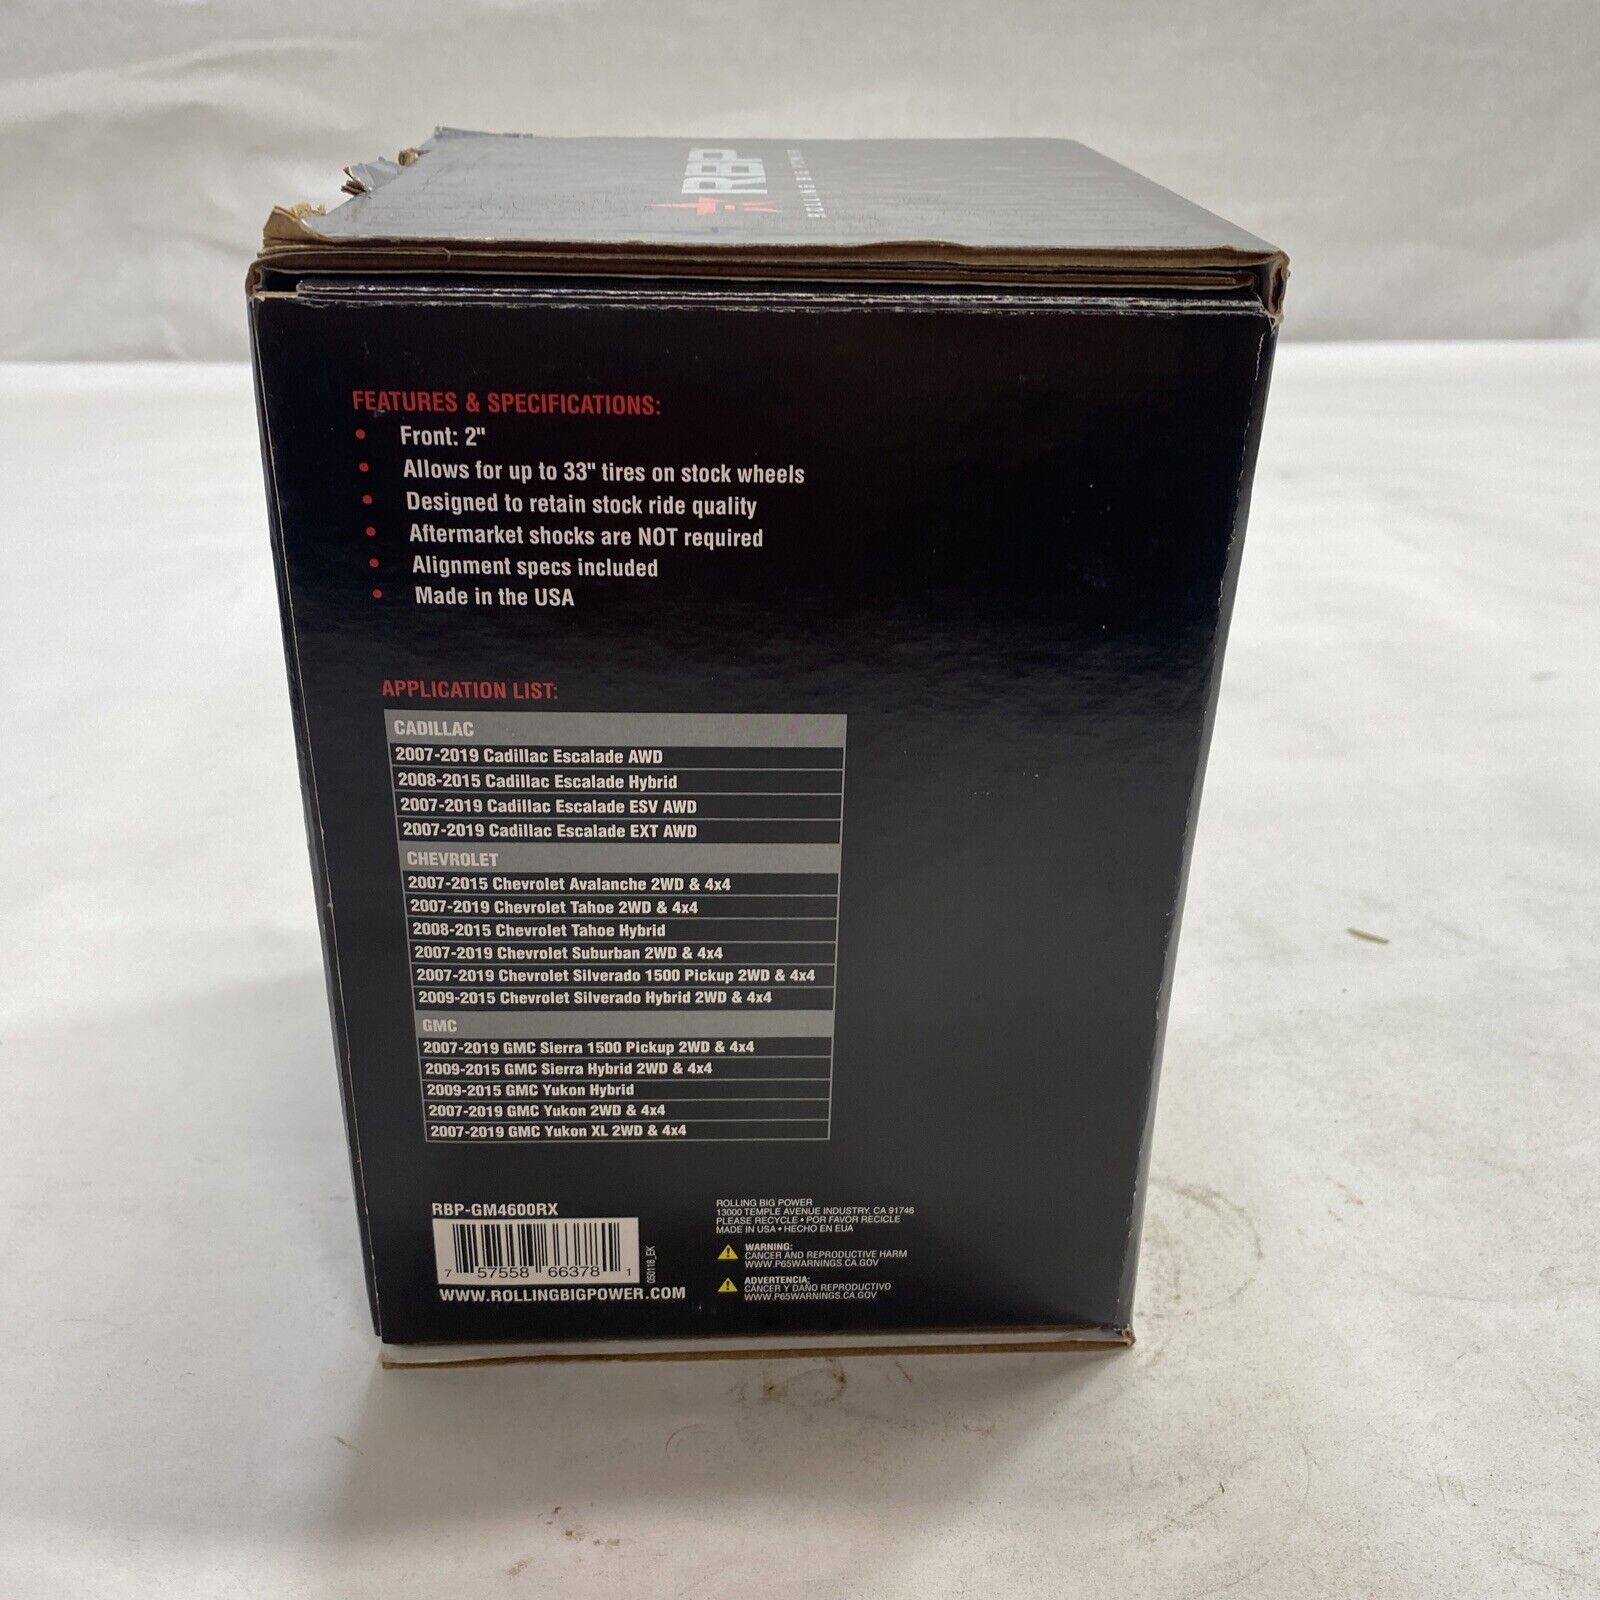 RBP
ROLLING BIG POWER
FEATURES & SPECIFICATIONS:
• Front: 2"
• Allows for up to 33" tires on stock wheels
• Designed to retain stock ride quality
• Aftermarket shocks are NOT required
• Alignment specs included
• Made in the USA
APPLICATION LIST:
CADILLAC
2007-2019 Cadillac Escalade AWD
2008-2015 Cadillac Escalade Hybrid
2007-2019 Cadillac Escalade ESV AWD
2007-2019 Cadillac Escalade EXT AWD
CHEVROLET
2007-2015 Chevrolet Avalanche 2WD & 4x4
2007-2019 Chevrolet Tahoe 2WD & 4x4
2008-2015 Chevrolet Tahoe Hybrid
2007-2019 Chevrolet Suburban 2WD & 4x4
2007-2019 Chevrolet Silverado 1500 Pickup 2WD & 4x4
2009-2015 Chevrolet Silverado Hybrid 2WD & 4x4
GMC
2007-2019 GMC Sierra 1500 Pickup 2WD & 4x4
2009-2015 GMC Sierra Hybrid 2WD & 4x4
2009-2015 GMC Yukon Hybrid
2007-2019 GMC Yukon 2WD & 4x4
2007-2019 GMC Yukon XL 2WD & 4x4
RBP-GM4600RX
7 57558 66378 1
050118_EK
WWW.ROLLINGBIGPOWER.COM
ROLLING BIG POWER
13000 TEMPLE AVENUE INDUSTRY, CA 91746
PLEASE RECYCLE • POR FAVOR RECICLE
MADE IN USA • HECHO EN EUA
WARNING:
CANCER AND REPRODUCTIVE HARM
WWW.P65WARNINGS.CA.GOV
ADVERTENCIA:
CÁNCER Y DAÑO REPRODUCTIVO
WWW.P65WARNINGS.CA.GOV